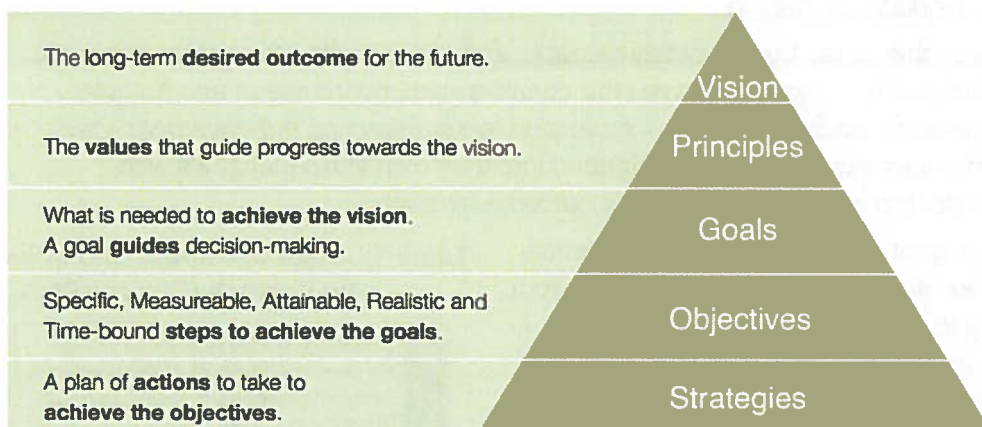 The long-term desired outcome for the future.
Vision
The values that guide progress towards the vision.
Principles
What is needed to achieve the vision.
A goal guides decision-making.
Goals
Specific, Measureable, Attainable, Realistic and
Time-bound steps to achieve the goals.
Objectives
A plan of actions to take to
achieve the objectives.
Strategies